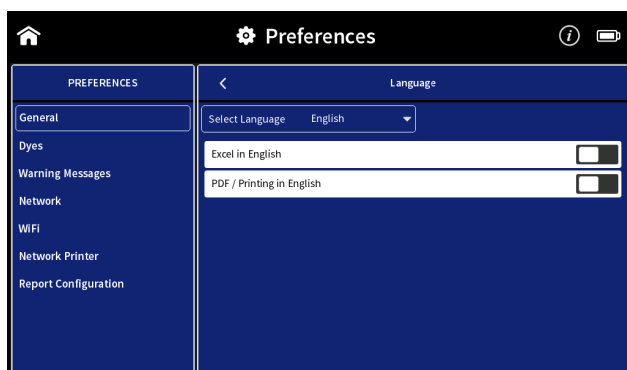 Preferences
PREFERENCES
General
Dyes
Warning Messages
Network
WiFi
Network Printer
Report Configuration
Language
Select Language English
Excel in English
PDF / Printing in English